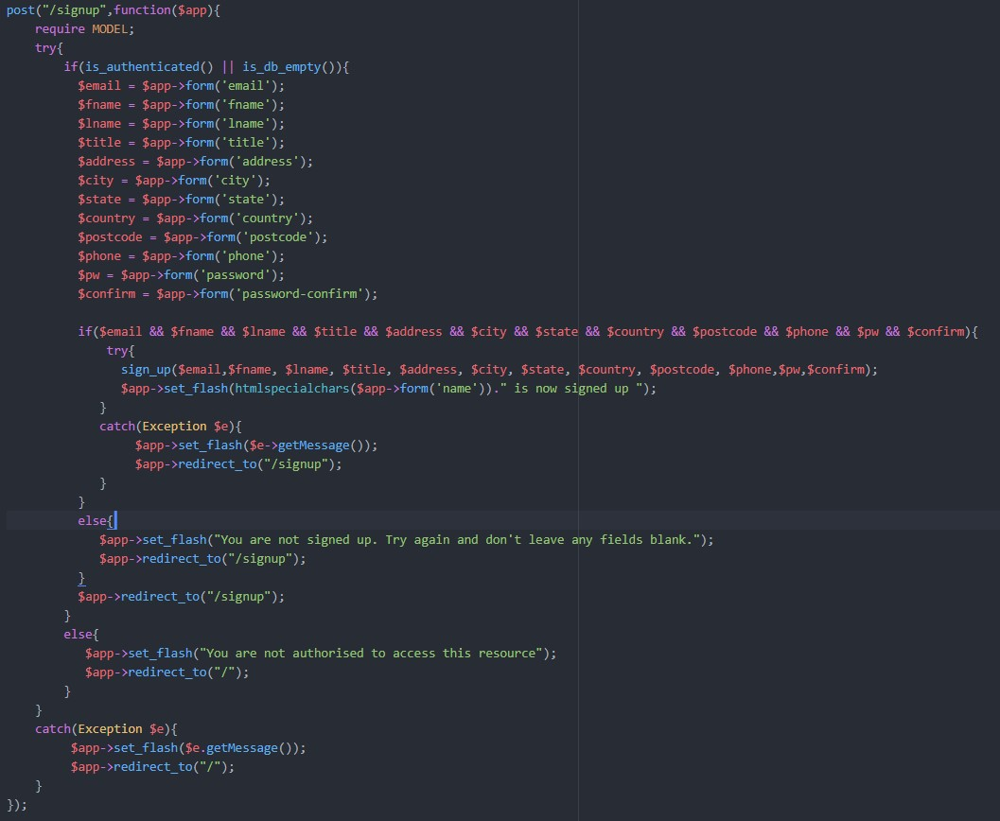 post("/signup",function($app){
    require MODEL;
    try{
        if(is_authenticated() || is_db_empty()){
          $email = $app->form('email');
          $fname = $app->form('fname');
          $lname = $app->form('lname');
          $title = $app->form('title');
          $address = $app->form('address');
          $city = $app->form('city');
          $state = $app->form('state');
          $country = $app->form('country');
          $postcode = $app->form('postcode');
          $phone = $app->form('phone');
          $pw = $app->form('password');
          $confirm = $app->form('password-confirm');

          if($email && $fname && $lname && $title && $address && $city && $state && $country && $postcode && $phone && $pw && $confirm){
              try{
                sign_up($email,$fname, $lname, $title, $address, $city, $state, $country, $postcode, $phone,$pw,$confirm);
                $app->set_flash(htmlspecialchars($app->form('name'))." is now signed up ");
             }
             catch(Exception $e){
                  $app->set_flash($e->getMessage());
                  $app->redirect_to("/signup");
             }
          }
          else{
             $app->set_flash("You are not signed up. Try again and don't leave any fields blank.");
             $app->redirect_to("/signup");
          }
          $app->redirect_to("/signup");
        }
        else{
           $app->set_flash("You are not authorised to access this resource");
           $app->redirect_to("/");
        }
    }
    catch(Exception $e){
         $app->set_flash($e.getMessage());
         $app->redirect_to("/");
    }
});